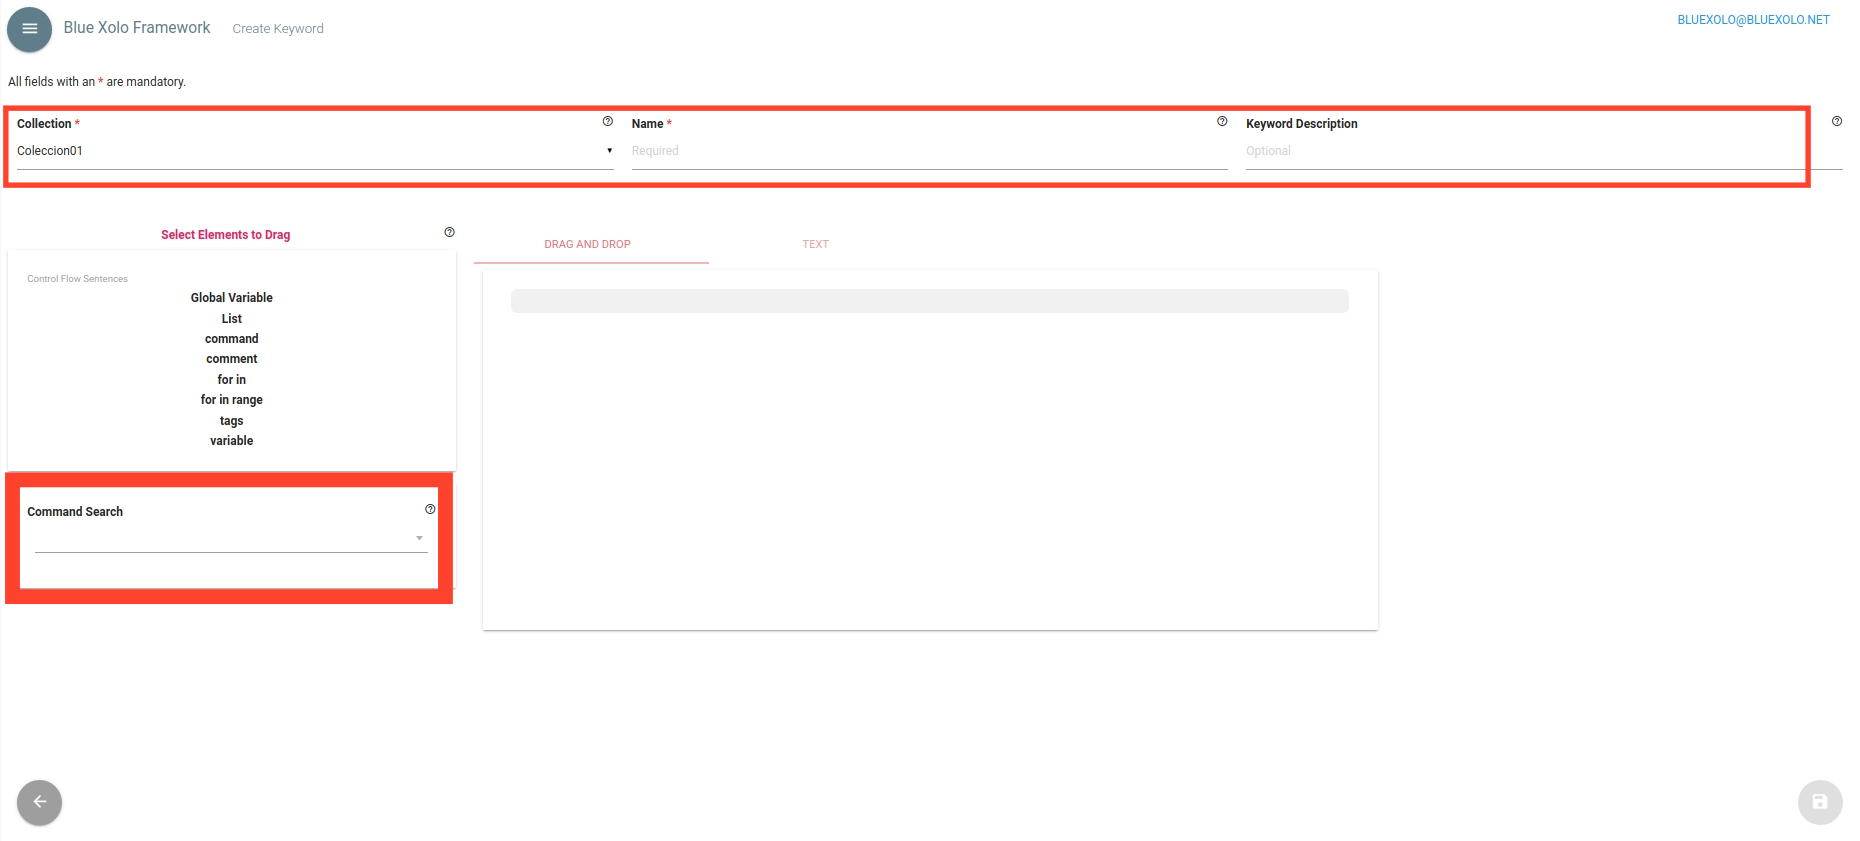 Blue Xolo Framework Create Keyword
BLUEXOLO@BLUEXOLO.NET
All fields with an * are mandatory.
Collection * Name * Keyword Description
Coleccion01 Required Optional
Select Elements to Drag
DRAG AND DROP TEXT
Control Flow Sentences
Global Variable
List
command
comment
for in
for in range
tags
variable
Command Search